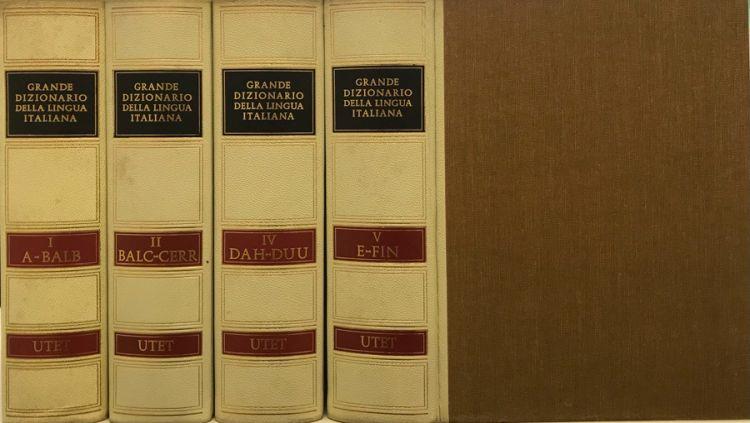 GRANDE
DIZIONARIO
DELLA LINGUA
ITALIANA
I
A-BALB
UTET
GRANDE
DIZIONARIO
DELLA LINGUA
ITALIANA
II
BALC-CERR
UTET
GRANDE
DIZIONARIO
DELLA LINGUA
ITALIANA
IV
DAH-DUU
UTET
GRANDE
DIZIONARIO
DELLA LINGUA
ITALIANA
V
E-FIN
UTET